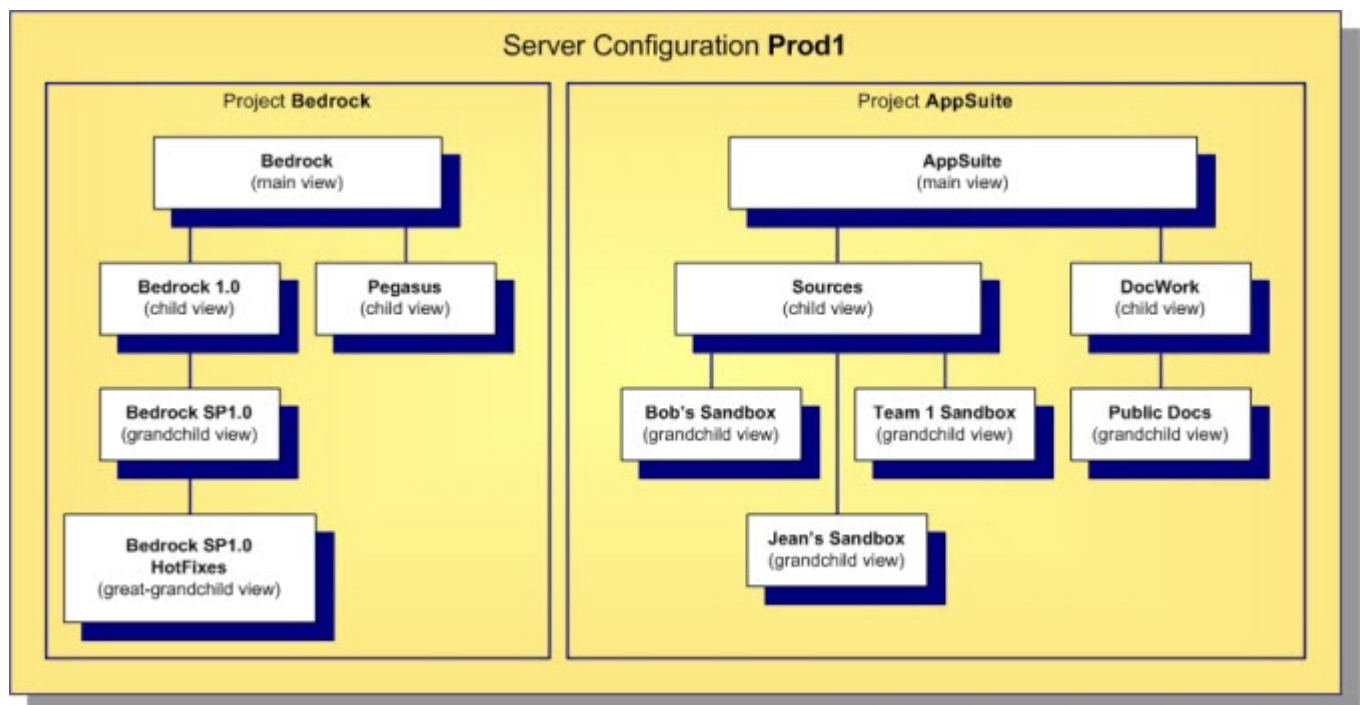 Server Configuration Prod1
Project Bedrock
Bedrock
(main view)
Bedrock 1.0
(child view)
Pegasus
(child view)
Bedrock SP1.0
(grandchild view)
Bedrock SP1.0
HotFixes
(great-grandchild view)
Project AppSuite
AppSuite
(main view)
Sources
(child view)
DocWork
(child view)
Bob's Sandbox
(grandchild view)
Team 1 Sandbox
(grandchild view)
Public Docs
(grandchild view)
Jean's Sandbox
(grandchild view)